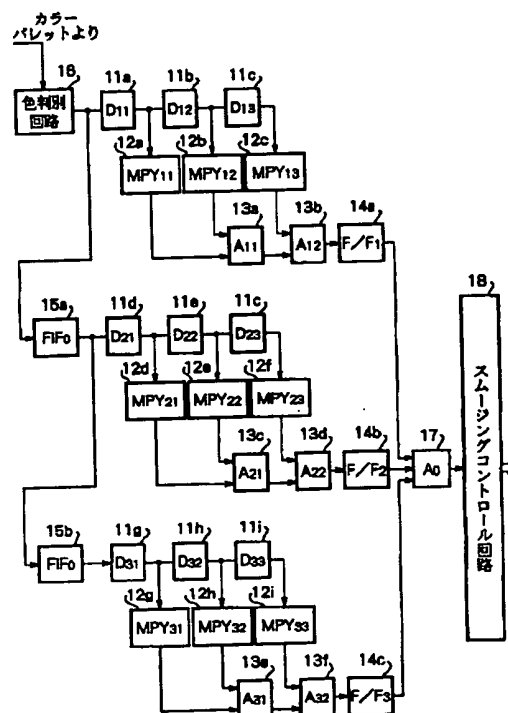 カラー
パレットより
16
色判別
回路
11a 11b 11c
D11 D12 D13
12a 12b 12c
MPY11 MPY12 MPY13
13a 13b 14a
A11 A12 F/F1
15a 11d 11e 11c
FIFO D21 D22 D23
12d 12e 12f
MPY21 MPY22 MPY23
13c 13d 14b 17
A21 A22 F/F2 A0
18
スムージングコントロール回路
15b 11g 11h 11i
FIFO D31 D32 D33
12g 12h 12i
MPY31 MPY32 MPY33
13e 13f 14c
A31 A32 F/F3